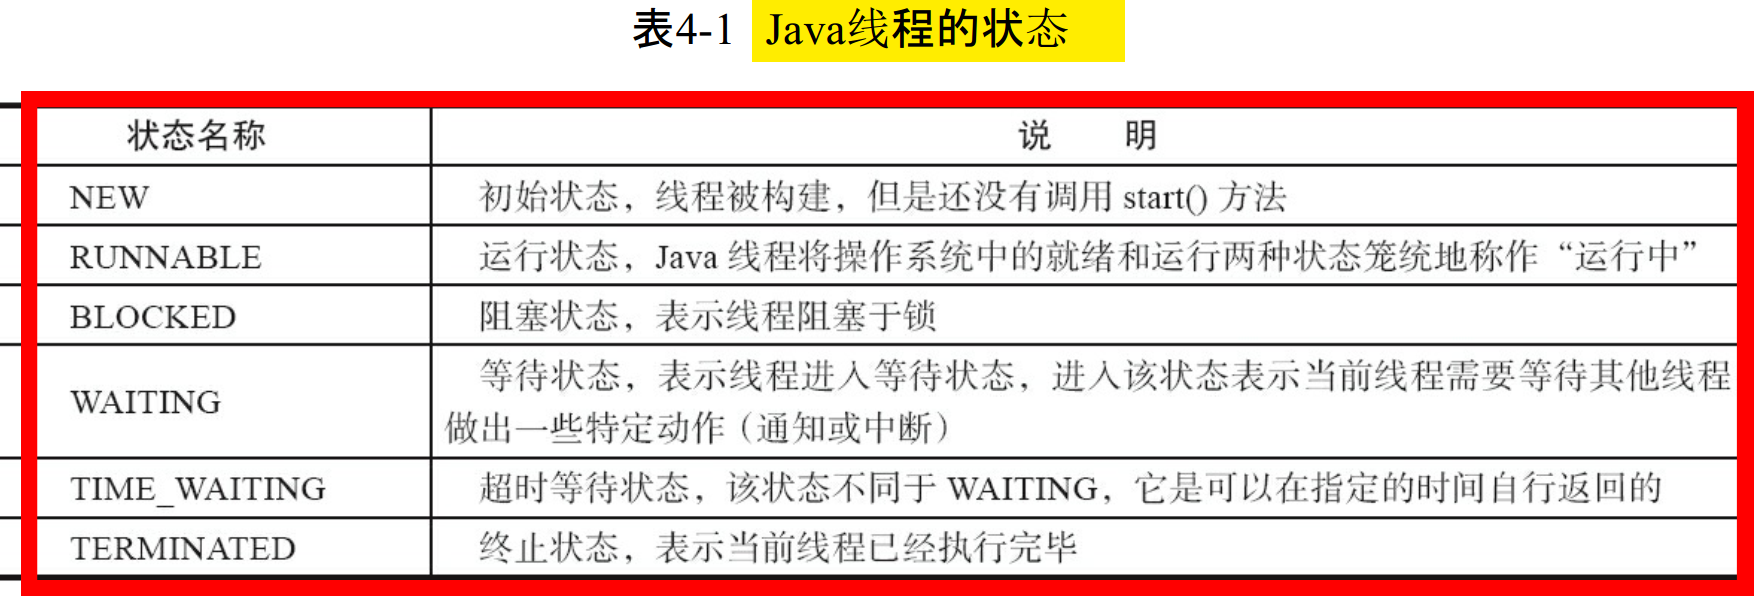 表4-1 Java线程的状态
状态名称 说 明
NEW 初始状态，线程被构建，但是还没有调用 start() 方法
RUNNABLE 运行状态，Java 线程将操作系统中的就绪和运行两种状态笼统地称作“运行中”
BLOCKED 阻塞状态，表示线程阻塞于锁
WAITING 等待状态，表示线程进入等待状态，进入该状态表示当前线程需要等待其他线程
做出一些特定动作（通知或中断）
TIME_WAITING 超时等待状态，该状态不同于 WAITING，它是可以在指定的时间自行返回的
TERMINATED 终止状态，表示当前线程已经执行完毕